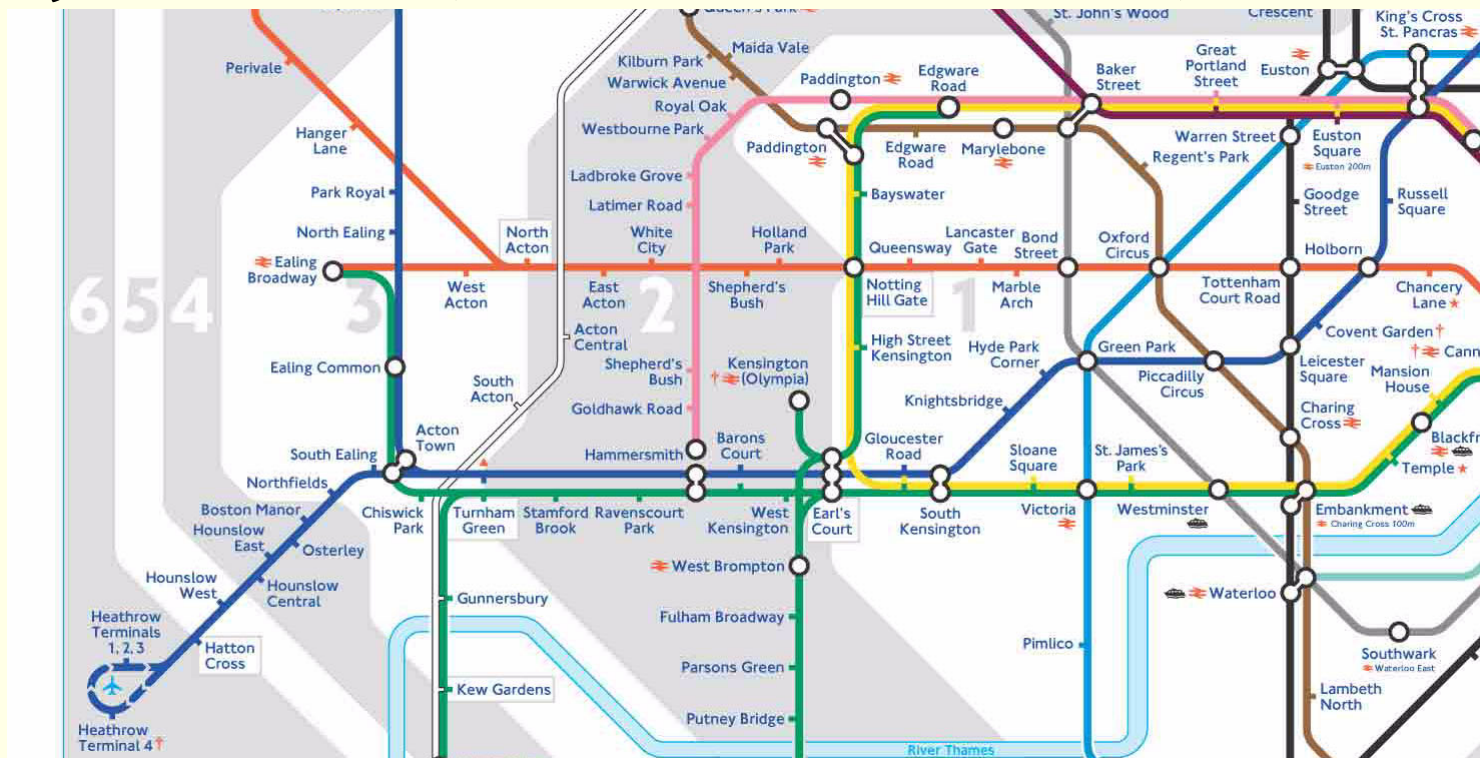 Queen's Park
St. John's Wood
Crescent
King's Cross
St. Pancras
Maida Vale
Kilburn Park
Warwick Avenue
Perivale
Paddington
Edgware
Road
Baker
Street
Great
Portland
Street
Euston
Royal Oak
Westbourne Park
Hanger
Lane
Paddington
Edgware
Road
Marylebone
Regent's Park
Warren Street
Euston
Square
Euston 200m
Ladbroke Grove
Park Royal
Bayswater
Goodge
Street
Russell
Square
Latimer Road
North Ealing
North
Acton
White
City
Holland
Park
Queensway
Lancaster
Gate
Bond
Street
Oxford
Circus
Holborn
Ealing
Broadway
West
Acton
East
Acton
Shepherd's
Bush
Notting
Hill Gate
Marble
Arch
Tottenham
Court Road
Chancery
Lane
6 5 4 3 2 1
Acton
Central
Covent Garden†
High Street
Kensington
Hyde Park
Corner
Green Park
Piccadilly
Circus
Leicester
Square
† Cann
Mansion
House
Ealing Common
Shepherd's
Bush
Kensington
†(Olympia)
South
Acton
Goldhawk Road
Knightsbridge
Charing
Cross
Acton
Town
South Ealing
Hammersmith
Barons
Court
Gloucester
Road
Sloane
Square
St. James's
Park
Blackfr
Temple
Northfields
Boston Manor
Hounslow
East
Osterley
Chiswick
Park
Turnham
Green
Stamford
Brook
Ravenscourt
Park
West
Kensington
Earl's
Court
South
Kensington
Victoria
Westminster
Embankment
Charing Cross 100m
Hounslow
West
Hounslow
Central
West Brompton
Heathrow
Terminals
1, 2, 3
Gunnersbury
Fulham Broadway
Waterloo
Hatton
Cross
Pimlico
Southwark
Waterloo East
Parsons Green
Kew Gardens
Lambeth
North
Putney Bridge
Heathrow
Terminal 4†
River Thames